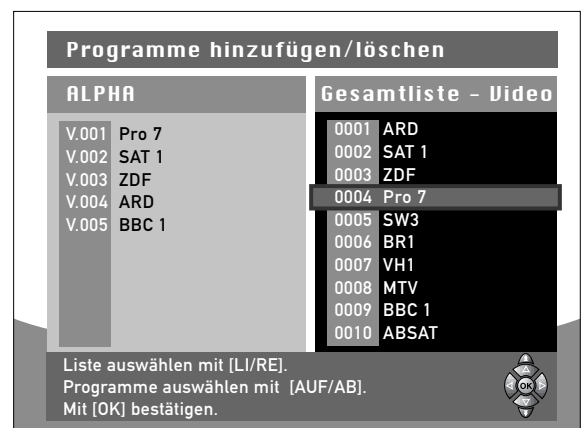 Programme hinzufügen/löschen
ALPHA
V.001 Pro 7
V.002 SAT 1
V.003 ZDF
V.004 ARD
V.005 BBC 1
Gesamtliste - Video
0001 ARD
0002 SAT 1
0003 ZDF
0004 Pro 7
0005 SW3
0006 BR1
0007 VH1
0008 MTV
0009 BBC 1
0010 ABSAT
Liste auswählen mit [LI/RE].
Programme auswählen mit [AUF/AB].
Mit [OK] bestätigen.
OK